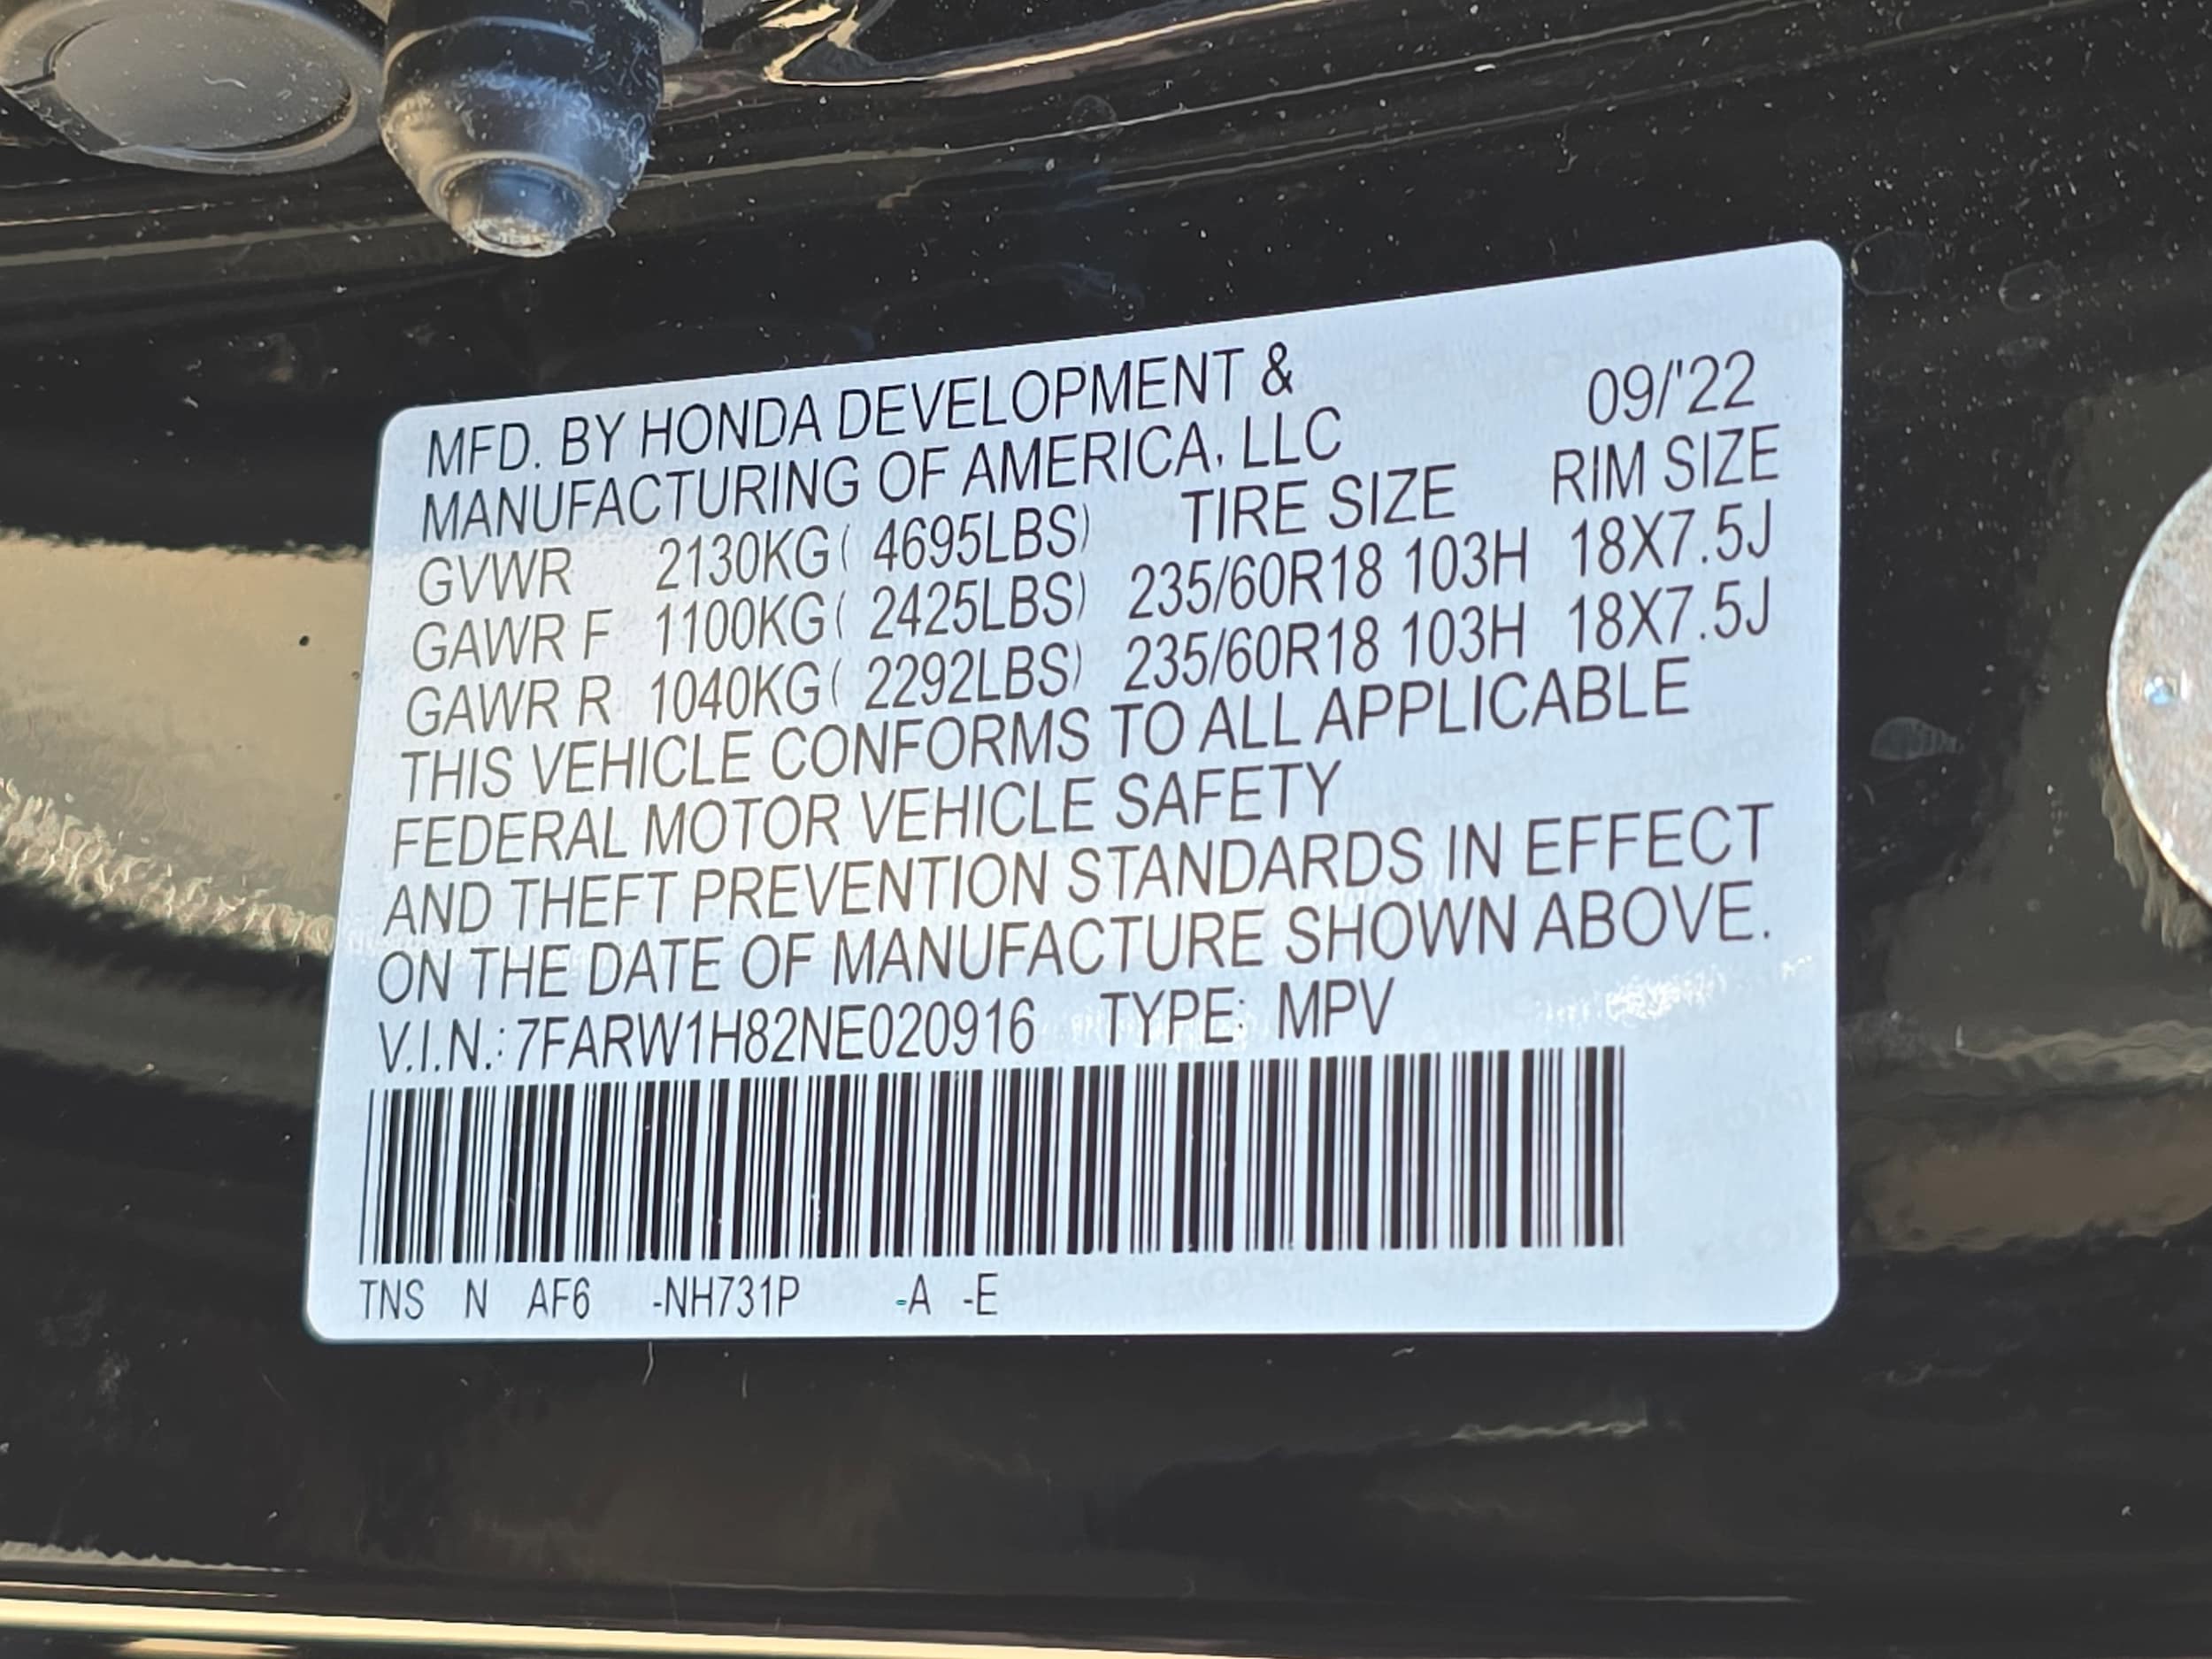 MFD. BY HONDA DEVELOPMENT &
MANUFACTURING OF AMERICA, LLC 09/'22
GVWR 2130KG( 4695LBS) TIRE SIZE RIM SIZE
GAWR F 1100KG( 2425LBS) 235/60R18 103H 18X7.5J
GAWR R 1040KG( 2292LBS) 235/60R18 103H 18X7.5J
THIS VEHICLE CONFORMS TO ALL APPLICABLE
FEDERAL MOTOR VEHICLE SAFETY
AND THEFT PREVENTION STANDARDS IN EFFECT
ON THE DATE OF MANUFACTURE SHOWN ABOVE.
V.I.N.: 7FARW1H82NE020916 TYPE: MPV
TNS N AF6 -NH731P -A -E